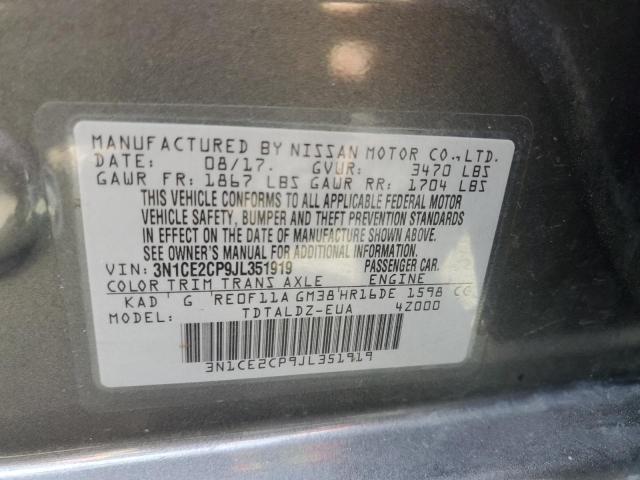 MANUFACTURED BY NISSAN MOTOR CO.,LTD.
DATE: 08/17. GVWR: 3470 LBS
GAWR FR: 1867 LBS GAWR RR: 1704 LBS
THIS VEHICLE CONFORMS TO ALL APPLICABLE FEDERAL MOTOR
VEHICLE SAFETY, BUMPER AND THEFT PREVENTION STANDARDS
IN EFFECT ON THE DATE OF MANUFACTURE SHOWN ABOVE.
SEE OWNER'S MANUAL FOR ADDITIONAL INFORMATION
VIN: 3N1CE2CP9JL351919 PASSENGER CAR.
COLOR TRIM TRANS AXLE ENGINE
KAD G RE0F11A GM38 HR16DE 1598 CC
MODEL TDTALDZ-EUA 4Z000
3N1CE2CP9JL351919